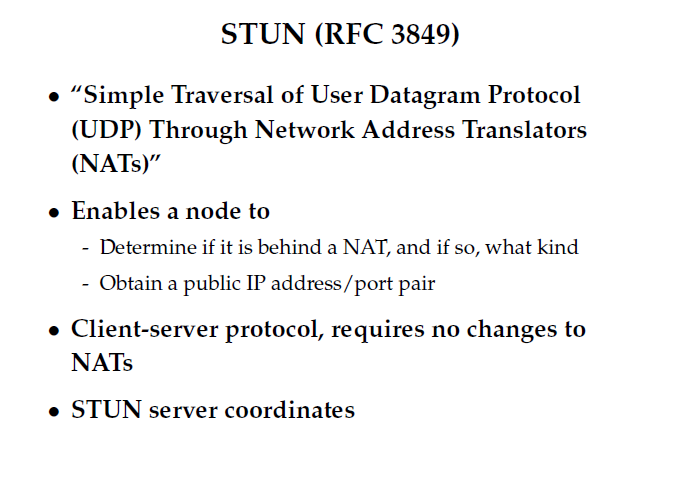 STUN (RFC 3849)
• “Simple Traversal of User Datagram Protocol
(UDP) Through Network Address Translators
(NATs)”
• Enables a node to
- Determine if it is behind a NAT, and if so, what kind
- Obtain a public IP address/port pair
• Client-server protocol, requires no changes to
NATs
• STUN server coordinates